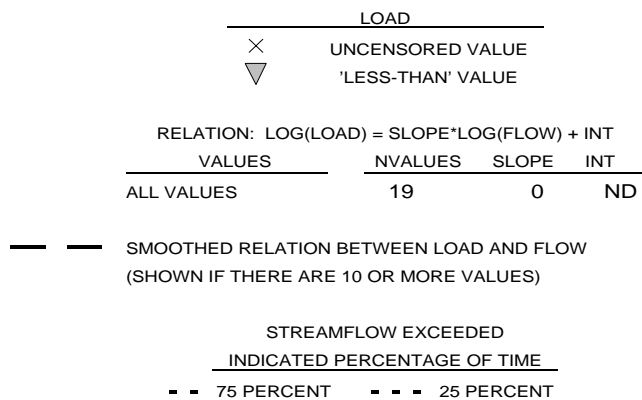 LOAD
UNCENSORED VALUE
'LESS-THAN' VALUE
RELATION: LOG(LOAD) = SLOPE*LOG(FLOW) + INT
VALUES NVALUES SLOPE INT
ALL VALUES 19 0 ND
SMOOTHED RELATION BETWEEN LOAD AND FLOW
(SHOWN IF THERE ARE 10 OR MORE VALUES)
STREAMFLOW EXCEEDED
INDICATED PERCENTAGE OF TIME
75 PERCENT 25 PERCENT